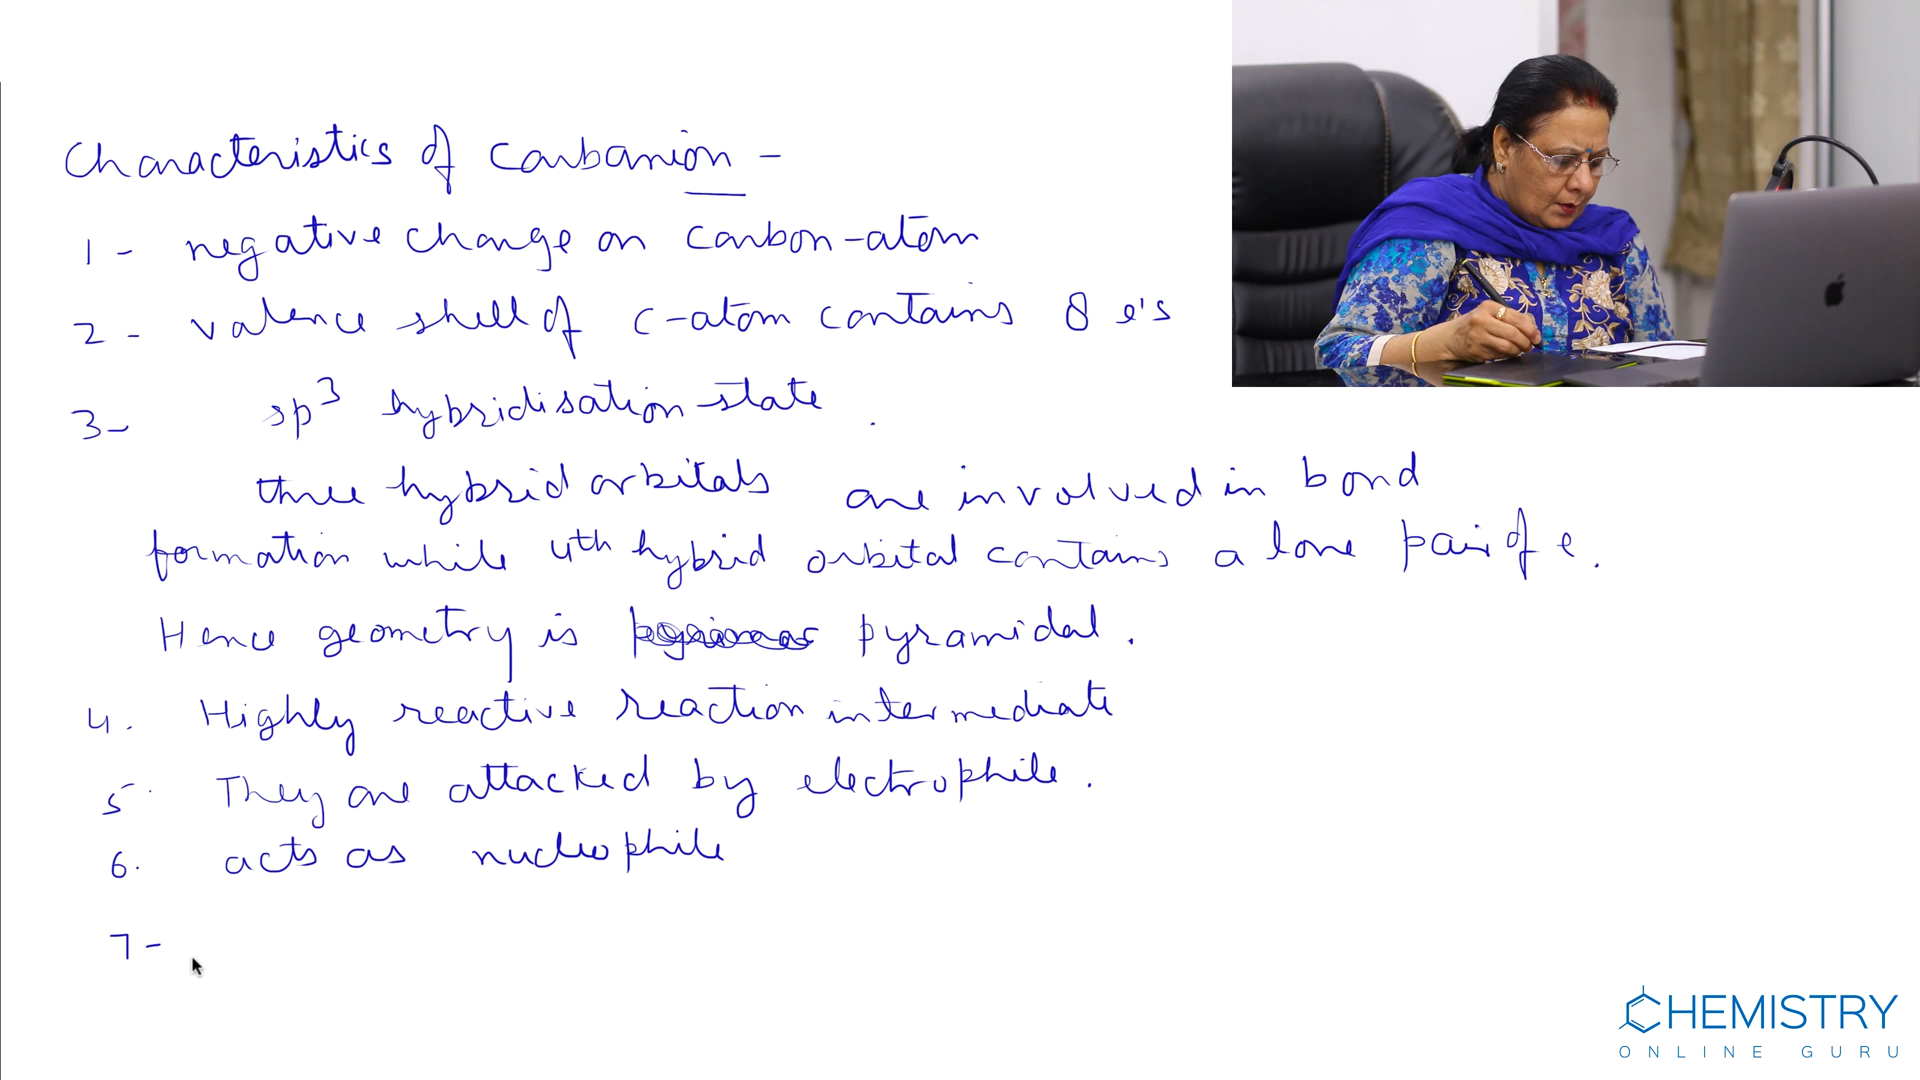 Characteristics of Carbanion -
1 - negative charge on carbon-atom
2 - valence shell of C-atom contains 8 e's
3- sp³ hybridisation state.
three hybrid orbitals are involved in bond
formation while 4th hybrid orbital contains a lone pair of e.
Hence geometry is pyramidal.
4. Highly reactive reaction intermediate
5. They are attacked by electrophile.
6. acts as nucleophile
7 -
CHEMISTRY
ONLINE GURU